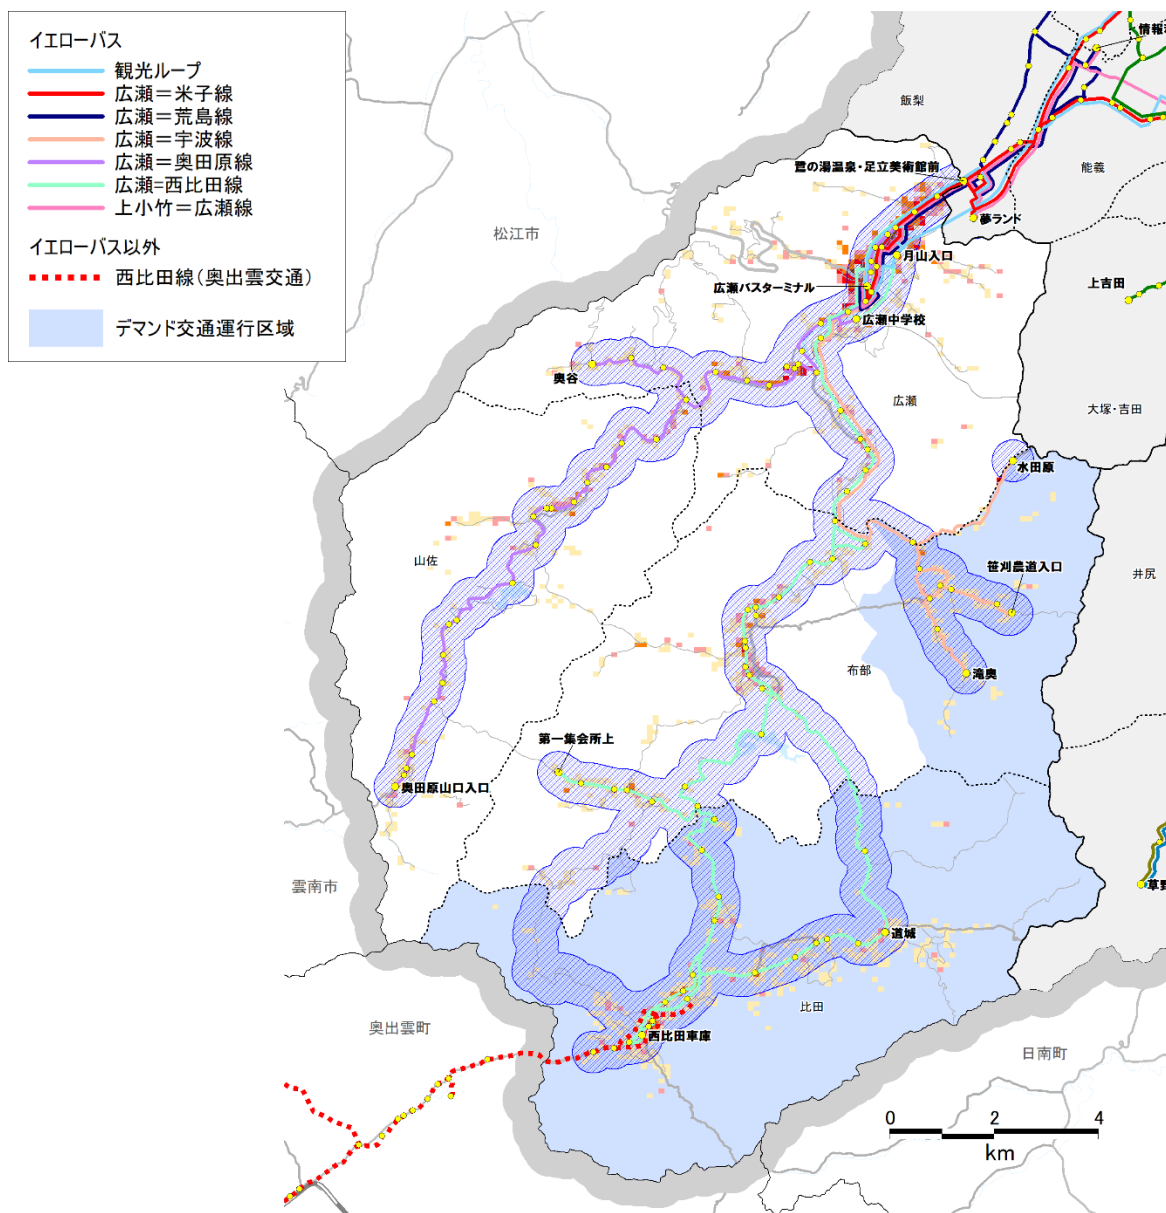 イエローバス
観光ループ
広瀬＝米子線
広瀬＝荒島線
広瀬＝宇波線
広瀬＝奥田原線
広瀬=西比田線
上小竹＝広瀬線
イエローバス以外
西比田線（奥出雲交通）
デマンド交通運行区域
情報
飯梨
鷺の湯温泉・足立美術館前
能義
夢ランド
松江市
月山入口
上吉田
広瀬バスターミナル
広瀬中学校
奥谷
広瀬
大塚・吉田
水田原
山佐
笹刈農道入口
井尻
布部
滝奥
第一集会所上
奥田原山口入口
雲南市
草野
道城
比田
奥出雲町
西比田車庫
日南町
0 2 4
km